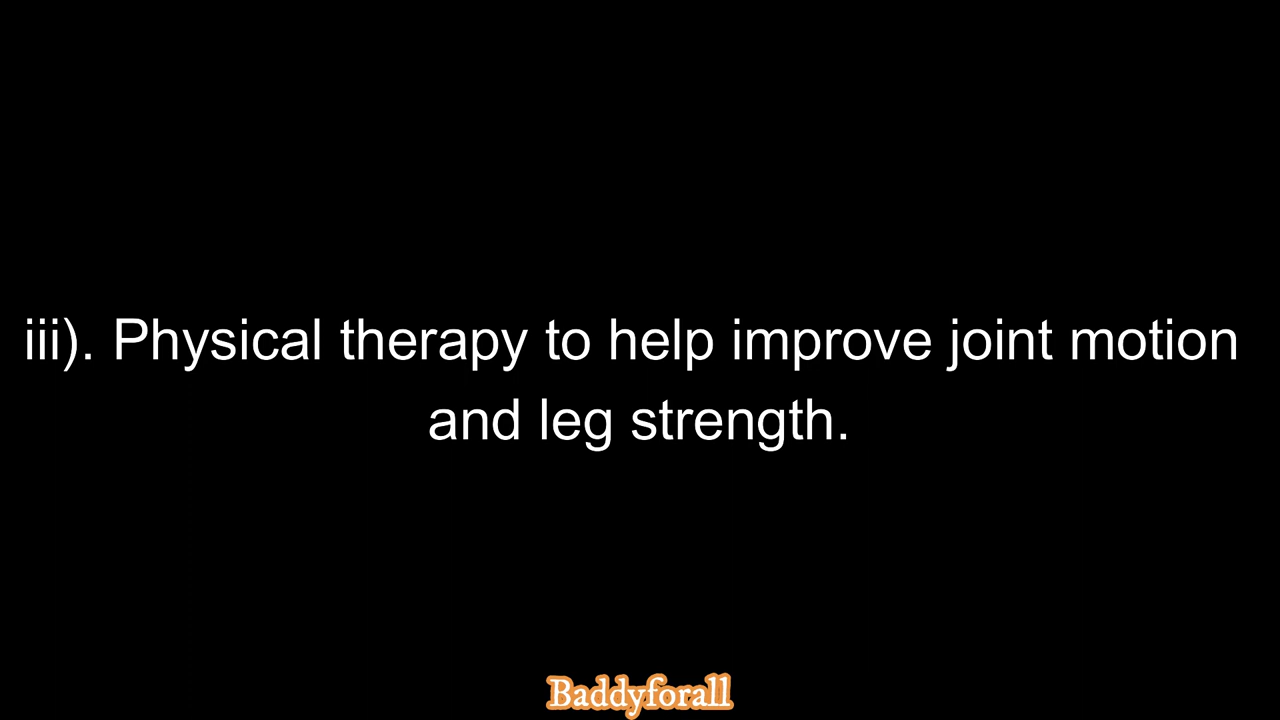 iii). Physical therapy to help improve joint motion
and leg strength.
Baddyforall